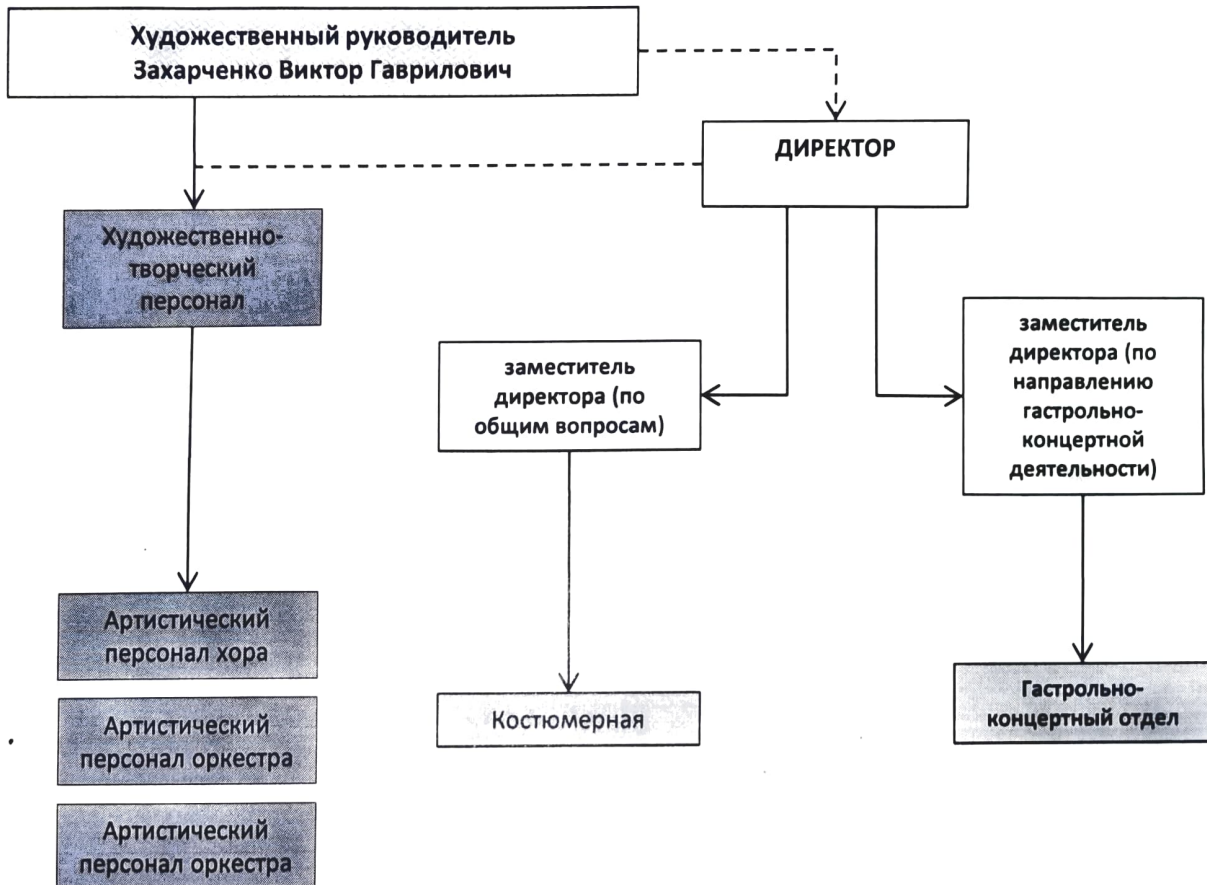 Художественный руководитель
Захарченко Виктор Гаврилович
ДИРЕКТОР
Художественно-
творческий
персонал
заместитель
директора (по
общим вопросам)
заместитель
директора (по
направлению
гастрольно-
концертной
деятельности)
Артистический
персонал хора
Артистический
персонал оркестра
Артистический
персонал оркестра
Костюмерная
Гастрольно-
концертный отдел